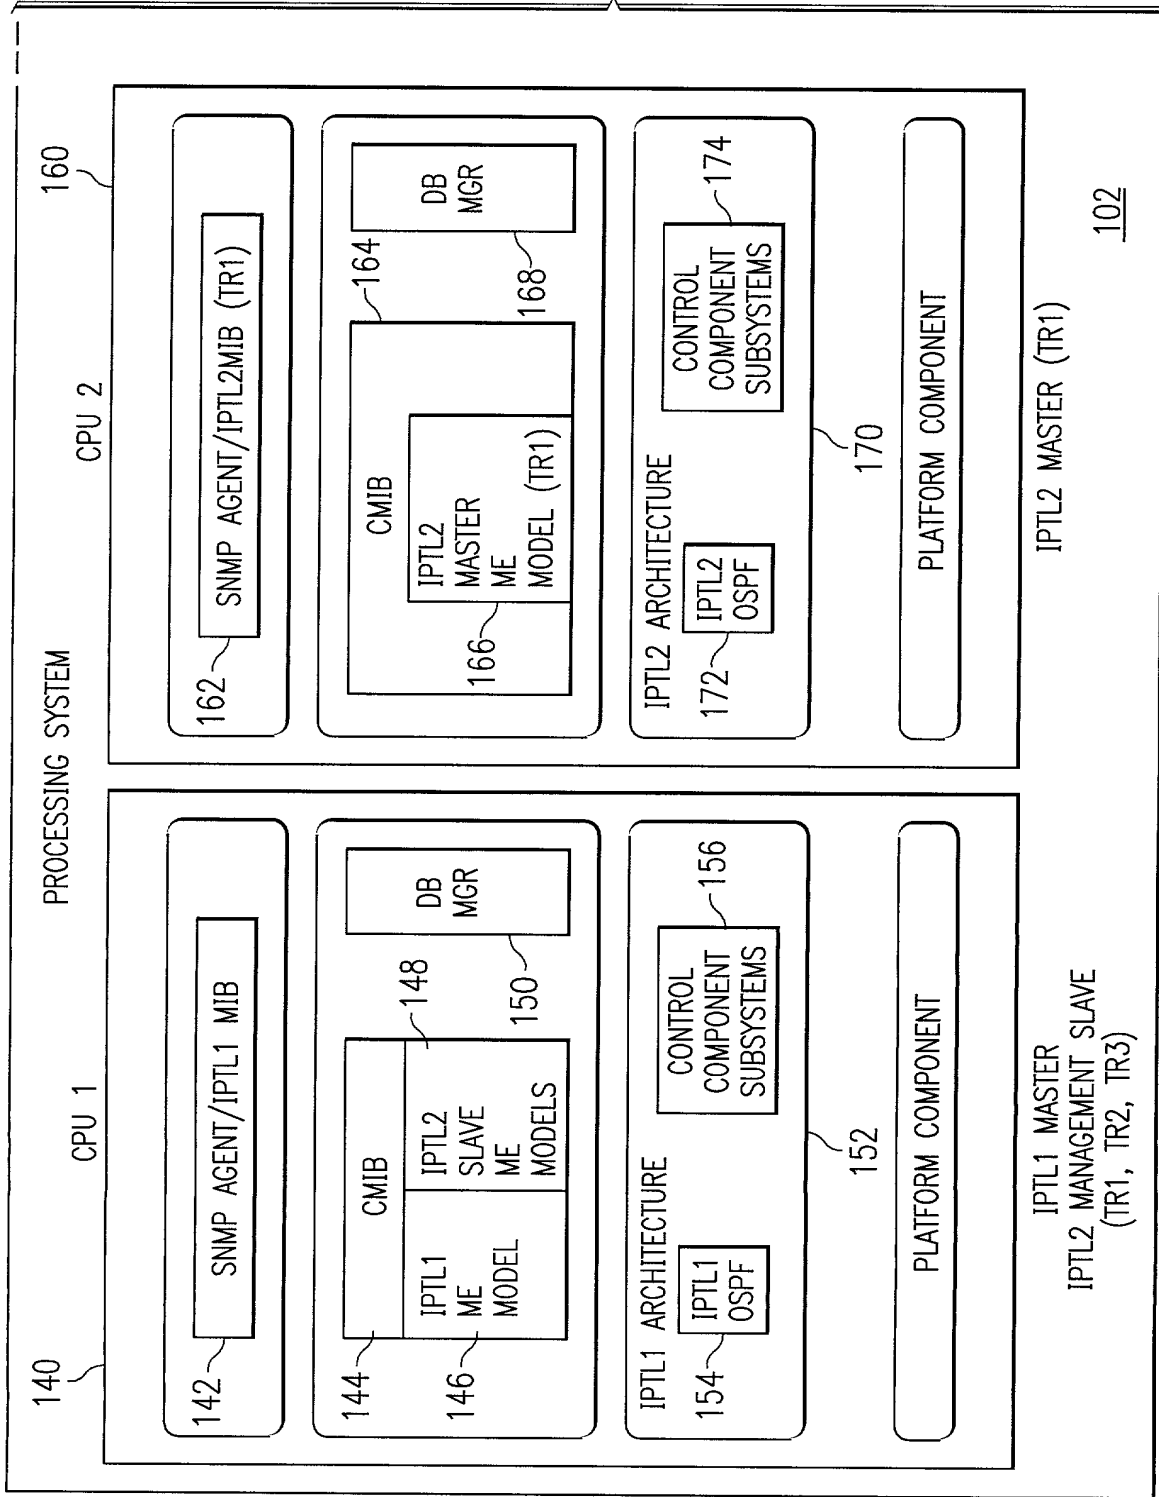 PROCESSING SYSTEM
140
CPU 1
142
SNMP AGENT/IPTL1 MIB
144
CMIB
148
146
IPTL1
ME
MODEL
IPTL2
SLAVE
ME
MODELS
DB
MGR
150
IPTL1 ARCHITECTURE
154
IPTL1
OSPF
CONTROL
COMPONENT
SUBSYSTEMS
156
152
PLATFORM COMPONENT
IPTL1 MASTER
IPTL2 MANAGEMENT SLAVE
(TR1, TR2, TR3)
CPU 2
160
162
SNMP AGENT/IPTL2MIB (TR1)
CMIB
164
166
IPTL2
MASTER
ME
MODEL (TR1)
DB
MGR
168
IPTL2 ARCHITECTURE
172
IPTL2
OSPF
CONTROL
COMPONENT
SUBSYSTEMS
174
170
PLATFORM COMPONENT
IPTL2 MASTER (TR1)
102